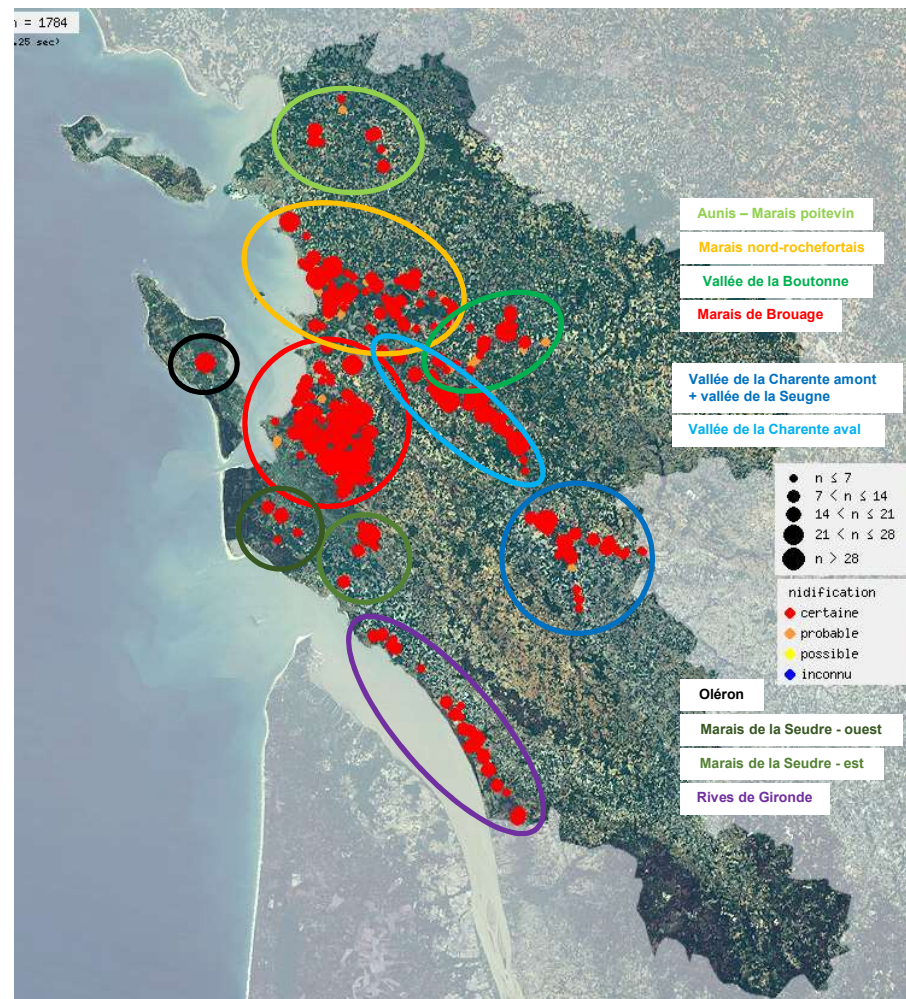 n = 1784
.25 sec)
Aunis – Marais poitevin
Marais nord-rochefortais
Vallée de la Boutonne
Marais de Brouage
Vallée de la Charente amont
+ vallée de la Seugne
Vallée de la Charente aval
n ≤ 7
7 < n ≤ 14
14 < n ≤ 21
21 < n ≤ 28
n > 28
nidification
certaine
probable
possible
inconnu
Oléron
Marais de la Seudre - ouest
Marais de la Seudre - est
Rives de Gironde